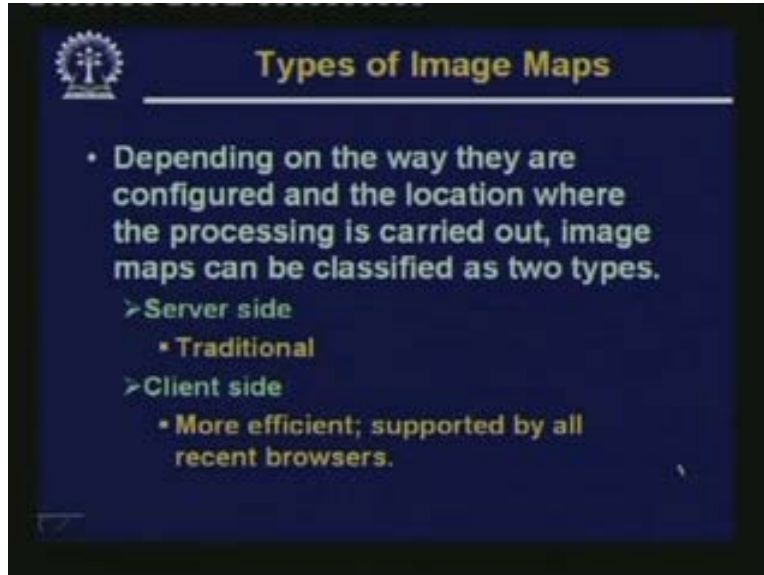 Types of Image Maps
• Depending on the way they are
configured and the location where
the processing is carried out, image
maps can be classified as two types.
➢Server side
▪ Traditional
➢Client side
▪ More efficient; supported by all
recent browsers.